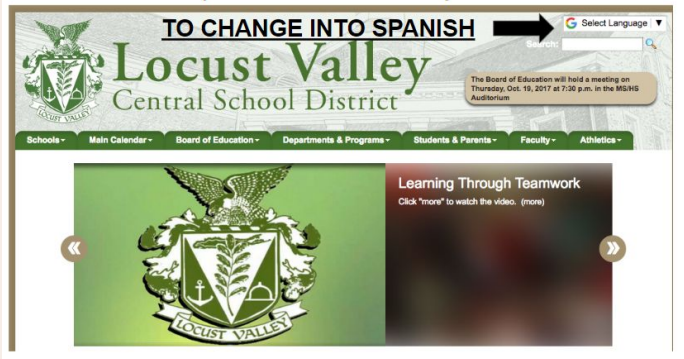 TO CHANGE INTO SPANISH
G Select Language ▼
Search:
Locust Valley
Central School District
LOCUST VALLEY
The Board of Education will hold a meeting on
Thursday, Oct. 19, 2017 at 7:30 p.m. in the MS/HS
Auditorium
Schools Main Calendar Board of Education Departments & Programs Students & Parents Faculty Athletics
Learning Through Teamwork
Click "more" to watch the video. (more)
LOCUST VALLEY